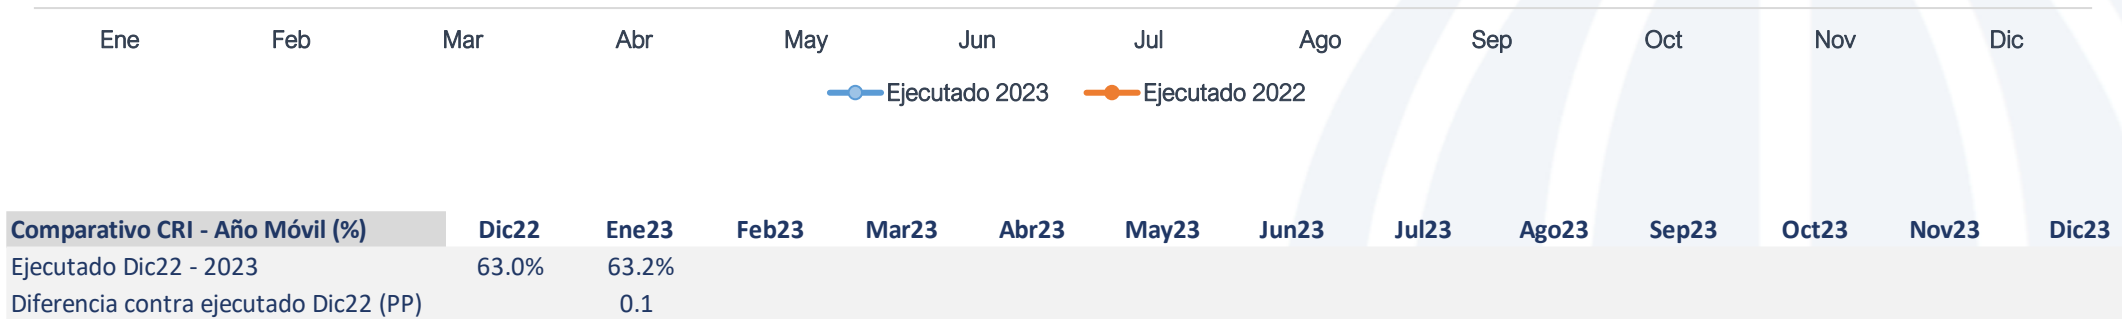 Ene Feb Mar Abr May Jun Jul Ago Sep Oct Nov Dic
Ejecutado 2023 Ejecutado 2022
Comparativo CRI - Año Móvil (%) Dic22 Ene23 Feb23 Mar23 Abr23 May23 Jun23 Jul23 Ago23 Sep23 Oct23 Nov23 Dic23
Ejecutado Dic22 - 2023 63.0% 63.2%
Diferencia contra ejecutado Dic22 (PP) 0.1